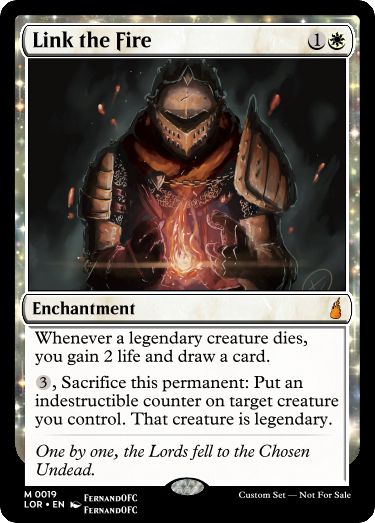 Link the Fire 1
Enchantment
Whenever a legendary creature dies,
you gain 2 life and draw a card.
3, Sacrifice this permanent: Put an
indestructible counter on target creature
you control. That creature is legendary.
One by one, the Lords fell to the Chosen
Undead.
M 0019
LOR • EN FERNANDOFC
FERNANDOFC
Custom Set — Not For Sale